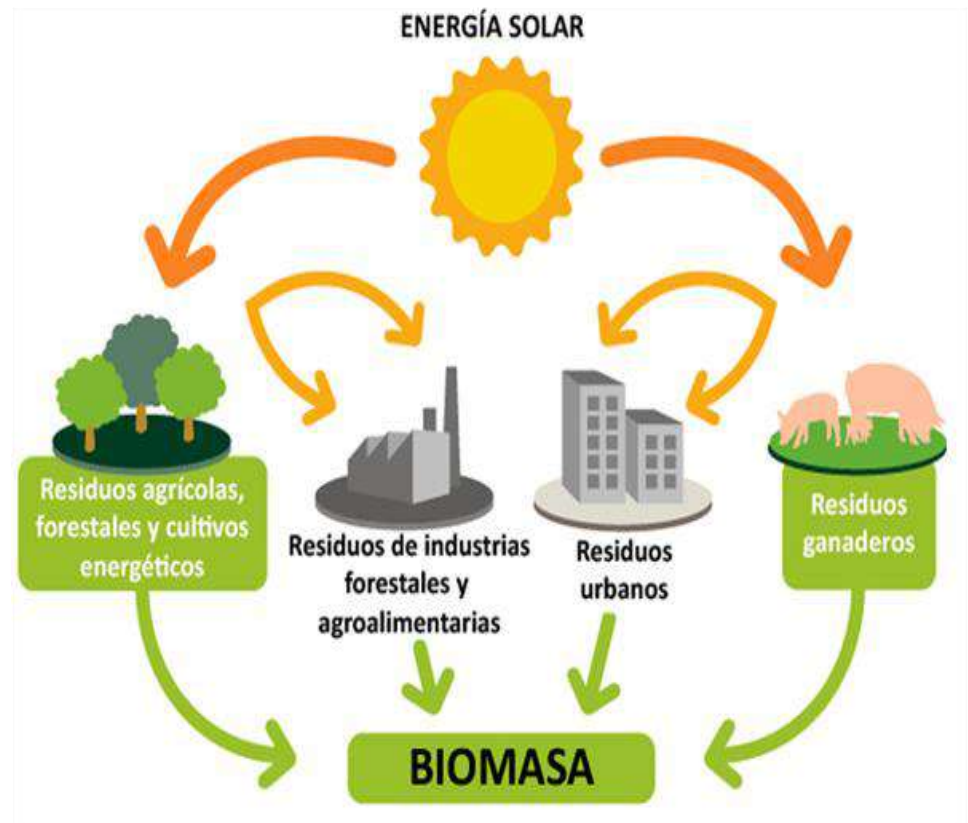 ENERGÍA SOLAR
Residuos agrícolas,
forestales y cultivos
energéticos
Residuos de industrias
forestales y
agroalimentarias
Residuos
urbanos
Residuos
ganaderos
BIOMASA